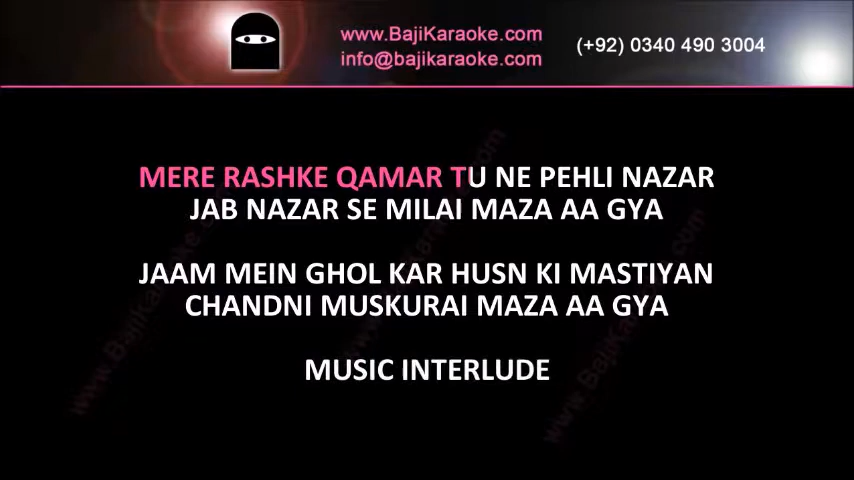 www.BajiKaraoke.com
info@bajikaraoke.com
(+92) 0340 490 3004
MERE RASHKE QAMAR TU NE PEHLI NAZAR
JAB NAZAR SE MILAI MAZA AA GYA
JAAM MEIN GHOL KAR HUSN KI MASTIYAN
CHANDNI MUSKURAI MAZA AA GYA
MUSIC INTERLUDE